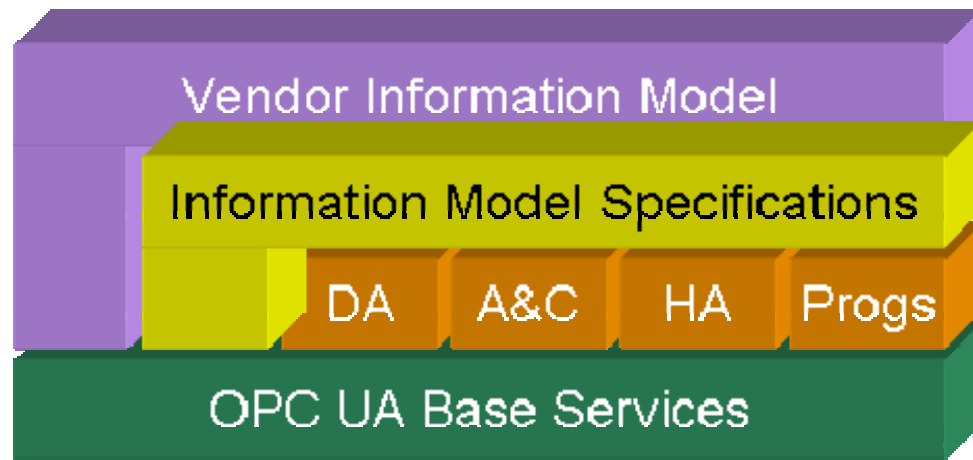 Vendor Information Model
Information Model Specifications
DA A&C HA Progs
OPC UA Base Services